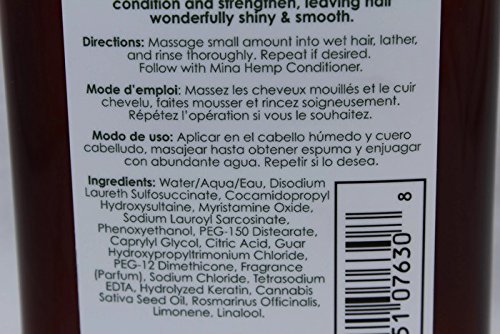 condition and strengthen, leaving hair
wonderfully shiny & smooth.
Directions: Massage small amount into wet hair, lather,
and rinse thoroughly. Repeat if desired.
Follow with Mina Hemp Conditioner.
Mode d'emploi: Massez les cheveux mouillés et le cuir
chevelu, faites mousser et rincez soigneusement.
Répétez l'opération si vous le souhaitez.
Modo de uso: Aplicar en el cabello húmedo y cuero
cabelludo, masajear hasta obtener espuma y enjuagar
con abundante agua. Repetir si lo desea.
Ingredients: Water/Aqua/Eau, Disodium
Laureth Sulfosuccinate, Cocamidopropyl
Hydroxysultaine, Myristamine Oxide,
Sodium Lauroyl Sarcosinate,
Phenoxyethanol, PEG-150 Distearate,
Caprylyl Glycol, Citric Acid, Guar
Hydroxypropyltrimonium Chloride,
PEG-12 Dimethicone, Fragrance
(Parfum), Sodium Chloride, Tetrasodium
EDTA, Hydrolyzed Keratin, Cannabis
Sativa Seed Oil, Rosmarinus Officinalis,
Limonene, Linalool.
51 07630 8